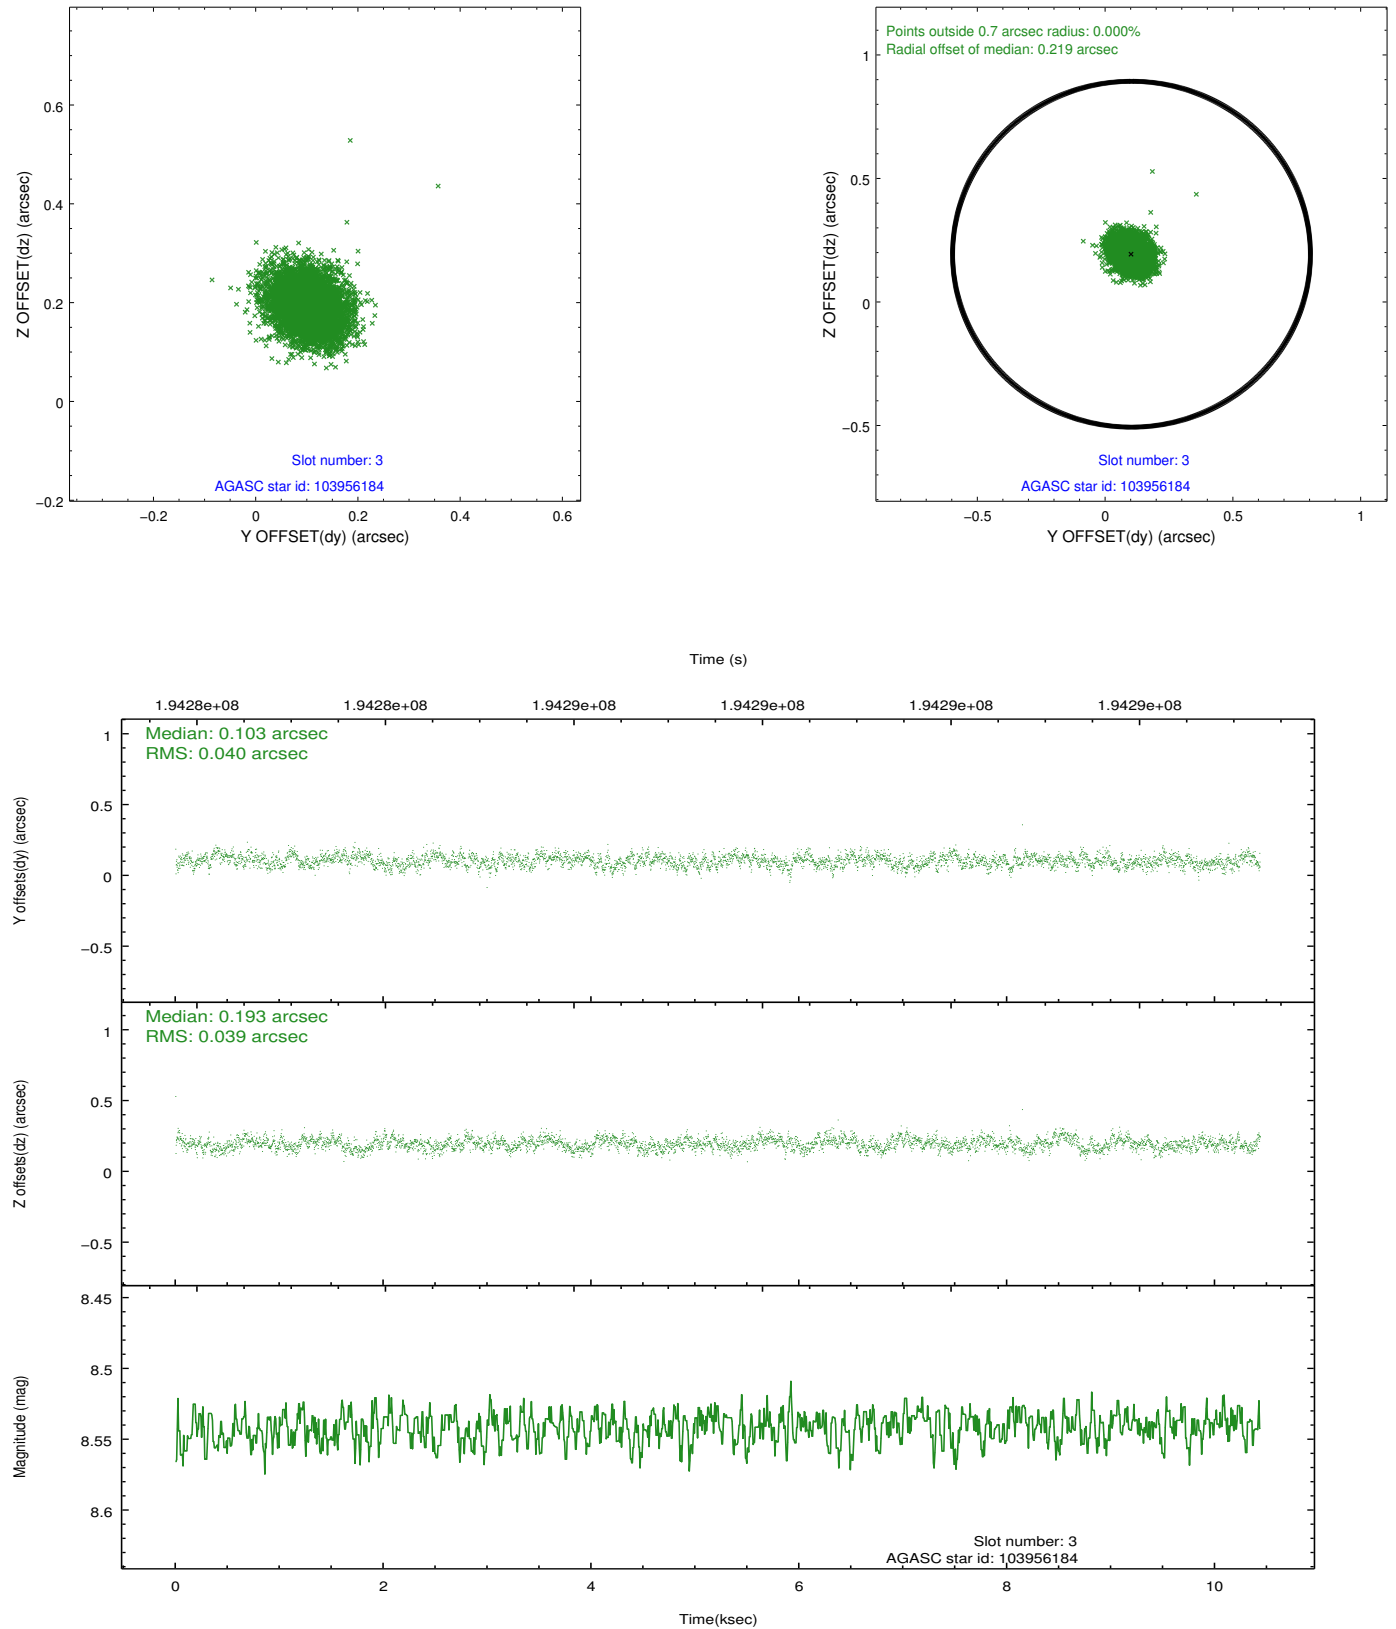 0.6
0.4
0.2
0
−0.2
Z OFFSET(dz) (arcsec)
Slot number: 3
AGASC star id: 103956184
−0.2 0 0.2 0.4 0.6
Y OFFSET(dy) (arcsec)
Points outside 0.7 arcsec radius: 0.000%
Radial offset of median: 0.219 arcsec
1
0.5
0
−0.5
Z OFFSET(dz) (arcsec)
Slot number: 3
AGASC star id: 103956184
−0.5 0 0.5 1
Y OFFSET(dy) (arcsec)
Time (s)
1.9428e+08 1.9428e+08 1.9429e+08 1.9429e+08 1.9429e+08 1.9429e+08
Median: 0.103 arcsec
RMS: 0.040 arcsec
1
0.5
0
−0.5
Y offsets(dy) (arcsec)
Median: 0.193 arcsec
RMS: 0.039 arcsec
1
0.5
0
−0.5
Z offsets(dz) (arcsec)
8.45
8.5
8.55
8.6
Magnitude (mag)
Slot number: 3
AGASC star id: 103956184
0 2 4 6 8 10
Time(ksec)